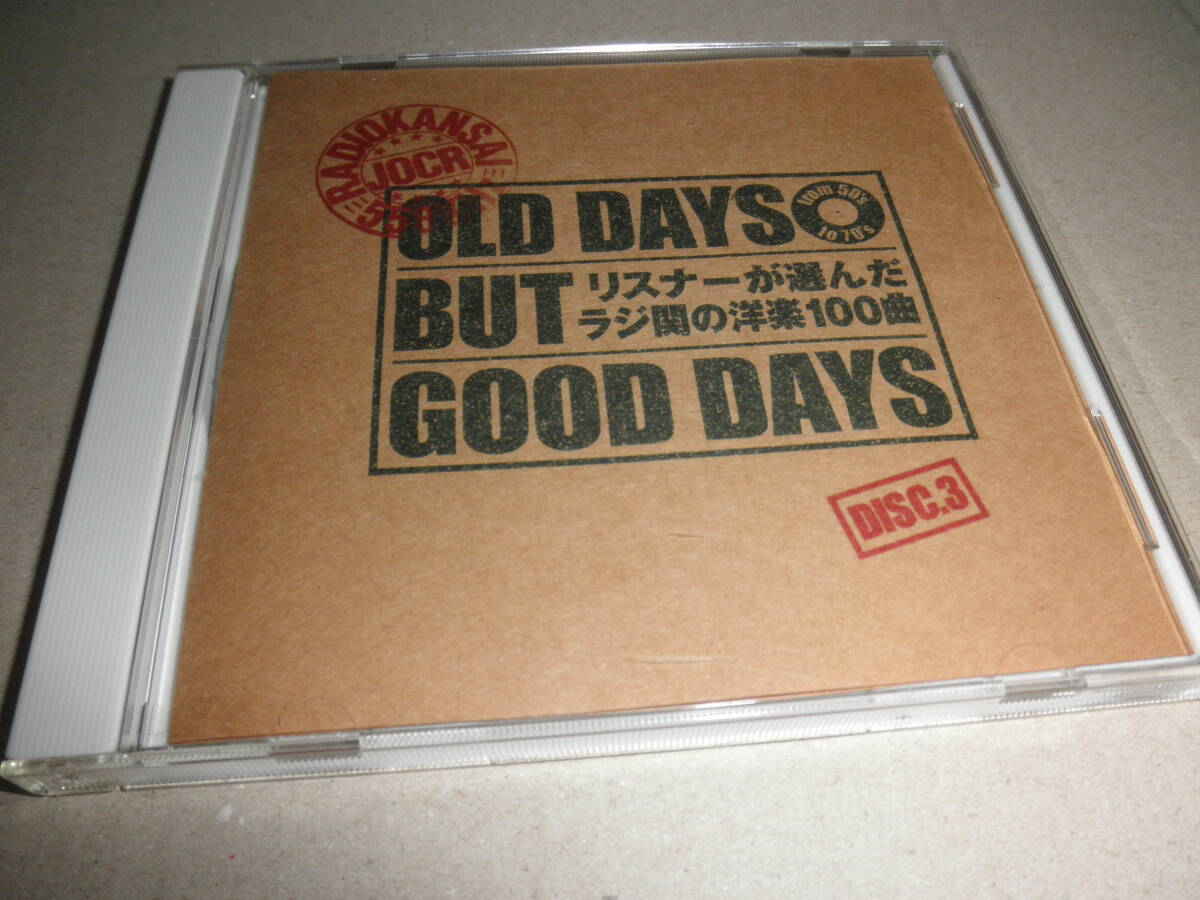 RADIOKANSAI
JOCR
558
OLD DAYS
from 50's
to 70's
BUT
リスナーが選んだ
ラジ関の洋楽100曲
GOOD DAYS
DISC.3